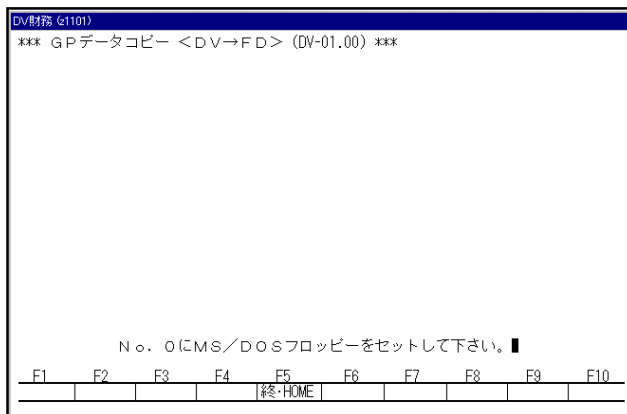 DV財務 (z1101)
*** GPデータコピー <DV→FD> (DV-01.00) ***
No. 0にMS/DOSフロッピーをセットして下さい。
F1 F2 F3 F4 F5 F6 F7 F8 F9 F10
終・HOME